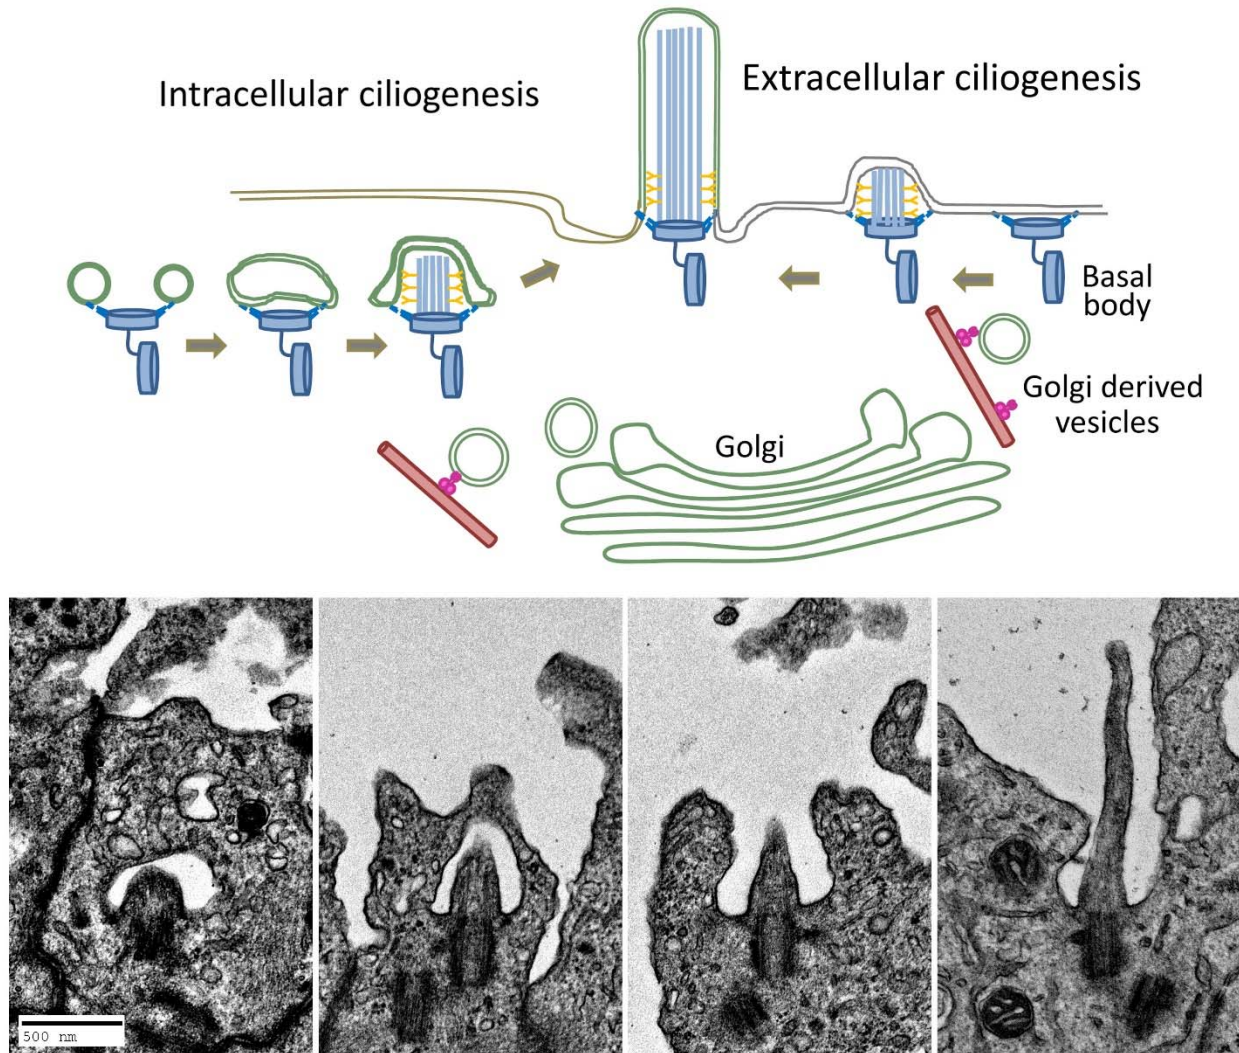 Intracellular ciliogenesis
Extracellular ciliogenesis
Basal
body
Golgi derived
vesicles
Golgi
500 nm